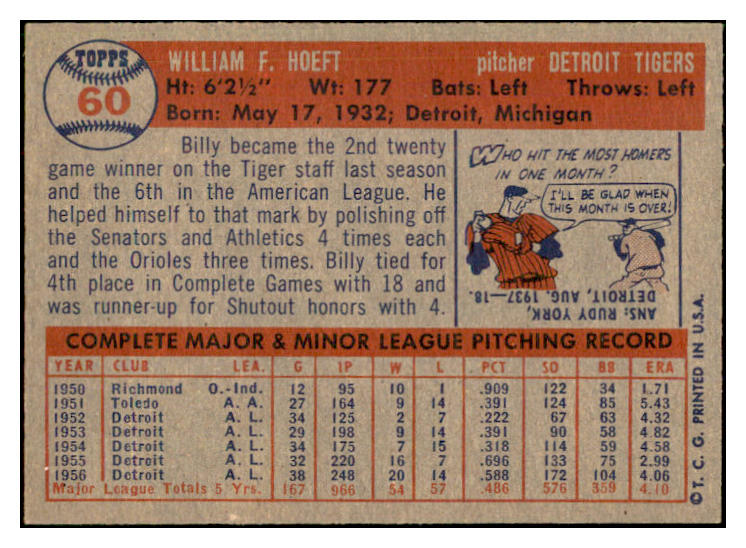 TOPPS
60
WILLIAM F. HOEFT pitcher DETROIT TIGERS
Ht: 6'2½" Wt: 177 Bats: Left Throws: Left
Born: May 17, 1932; Detroit, Michigan
Billy became the 2nd twenty
game winner on the Tiger staff last season
and the 6th in the American League. He
helped himself to that mark by polishing off
the Senators and Athletics 4 times each
and the Orioles three times. Billy tied for
4th place in Complete Games with 18 and
was runner-up for Shutout honors with 4.
WHO HIT THE MOST HOMERS
IN ONE MONTH?
I'LL BE GLAD WHEN
THIS MONTH IS OVER!
ANS: RUDY YORK,
DETROIT, AUG. 1937—18.
COMPLETE MAJOR & MINOR LEAGUE PITCHING RECORD
YEAR CLUB LEA. G IP W L PCT SO BB ERA
1950 Richmond O.-Ind. 12 95 10 1 .909 122 34 1.71
1951 Toledo A. A. 27 164 9 14 .391 124 85 5.43
1952 Detroit A. L. 34 125 2 7 .222 67 63 4.32
1953 Detroit A. L. 29 198 9 14 .391 90 58 4.82
1954 Detroit A. L. 34 175 7 15 .318 114 59 4.58
1955 Detroit A. L. 32 220 16 7 .696 133 75 2.99
1956 Detroit A. L. 38 248 20 14 .588 172 104 4.06
Major League Totals 5 Yrs. 167 966 54 57 .486 576 359 4.10
©T. C. G. PRINTED IN U.S.A.